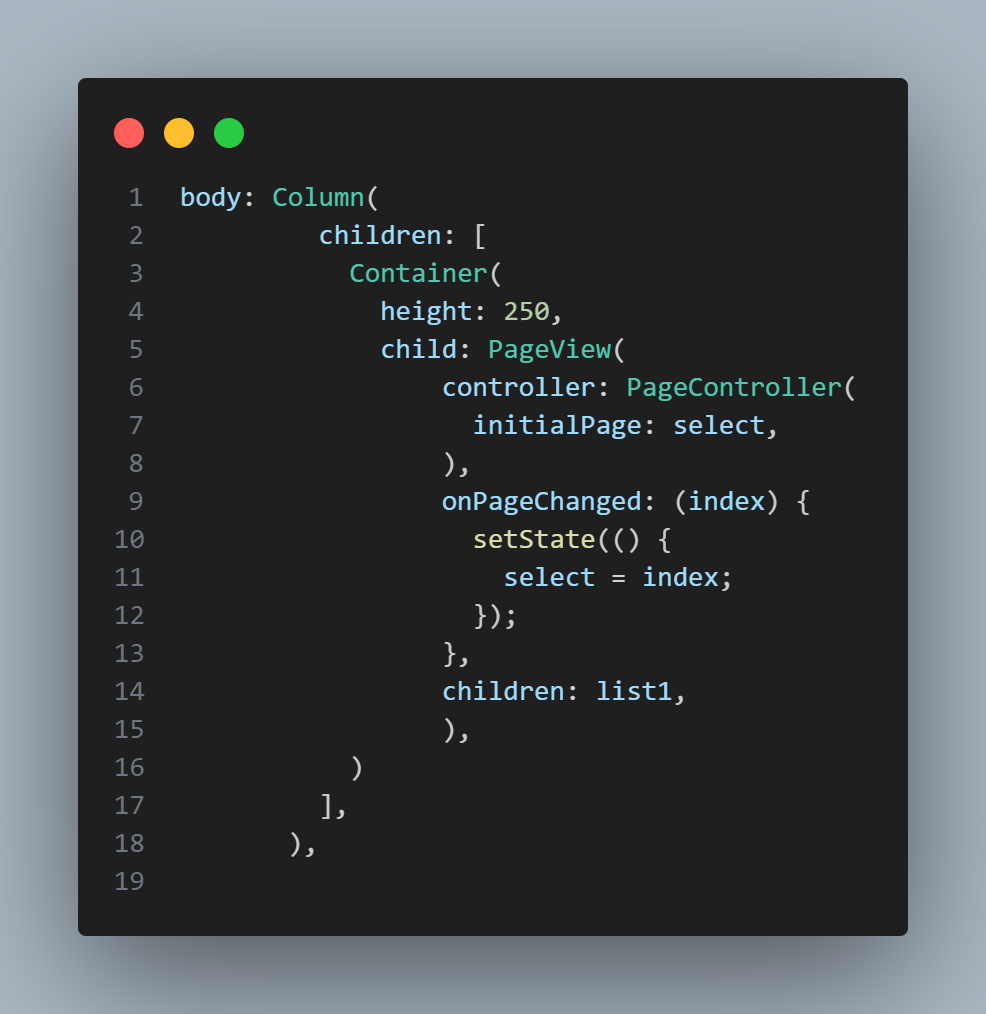 1 body: Column(
2          children: [
3            Container(
4              height: 250,
5              child: PageView(
6                  controller: PageController(
7                    initialPage: select,
8                  ),
9                  onPageChanged: (index) {
10                    setState(() {
11                      select = index;
12                    });
13                  },
14                  children: list1,
15                  ),
16            )
17          ],
18        ),
19